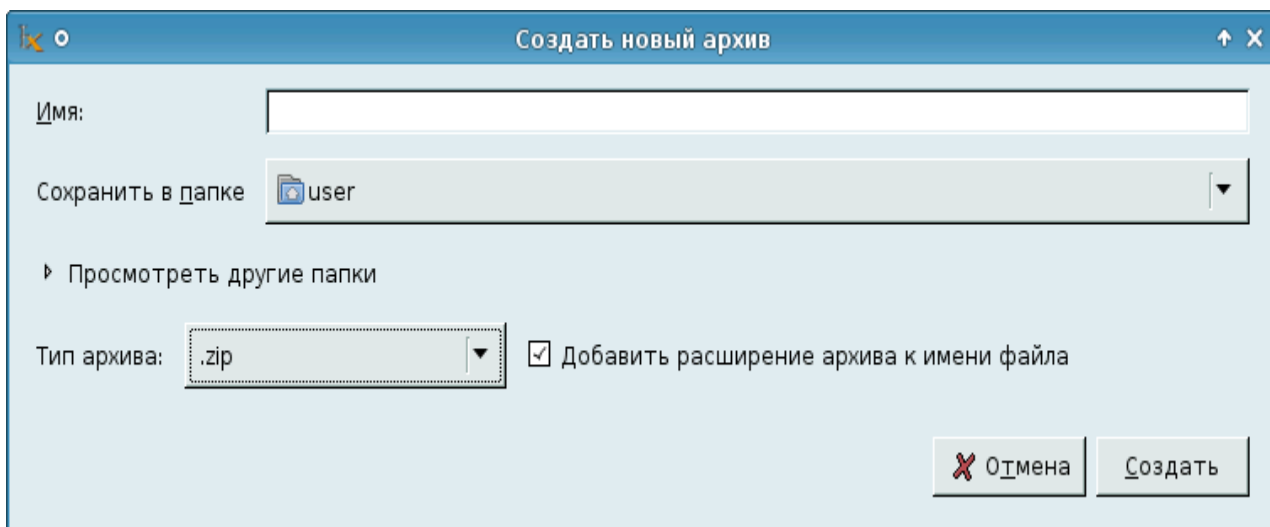 Создать новый архив
Имя:
Сохранить в папке user
Просмотреть другие папки
Тип архива: .zip Добавить расширение архива к имени файла
Отмена Создать